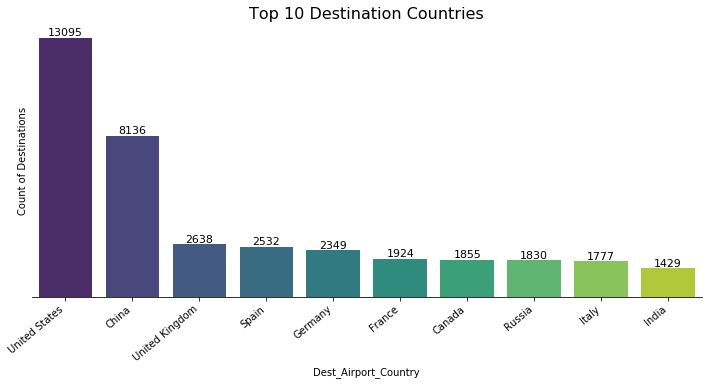 Top 10 Destination Countries
Count of Destinations
13095
8136
2638
2532
2349
1924
1855
1830
1777
1429
United States
China
United Kingdom
Spain
Germany
France
Canada
Russia
Italy
India
Dest_Airport_Country